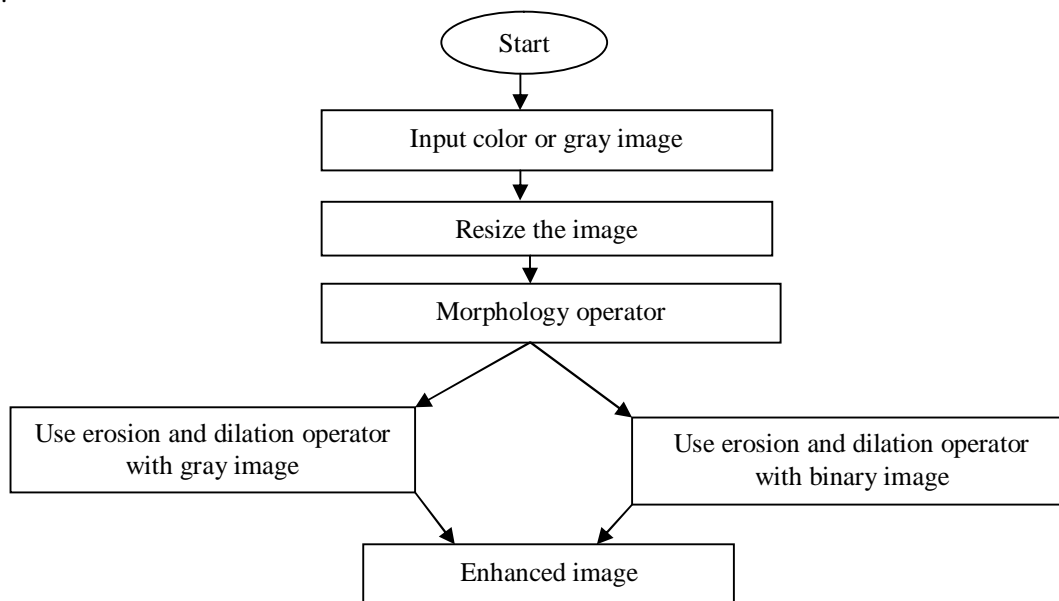 Start
Input color or gray image
Resize the image
Morphology operator
Use erosion and dilation operator
with gray image
Use erosion and dilation operator
with binary image
Enhanced image